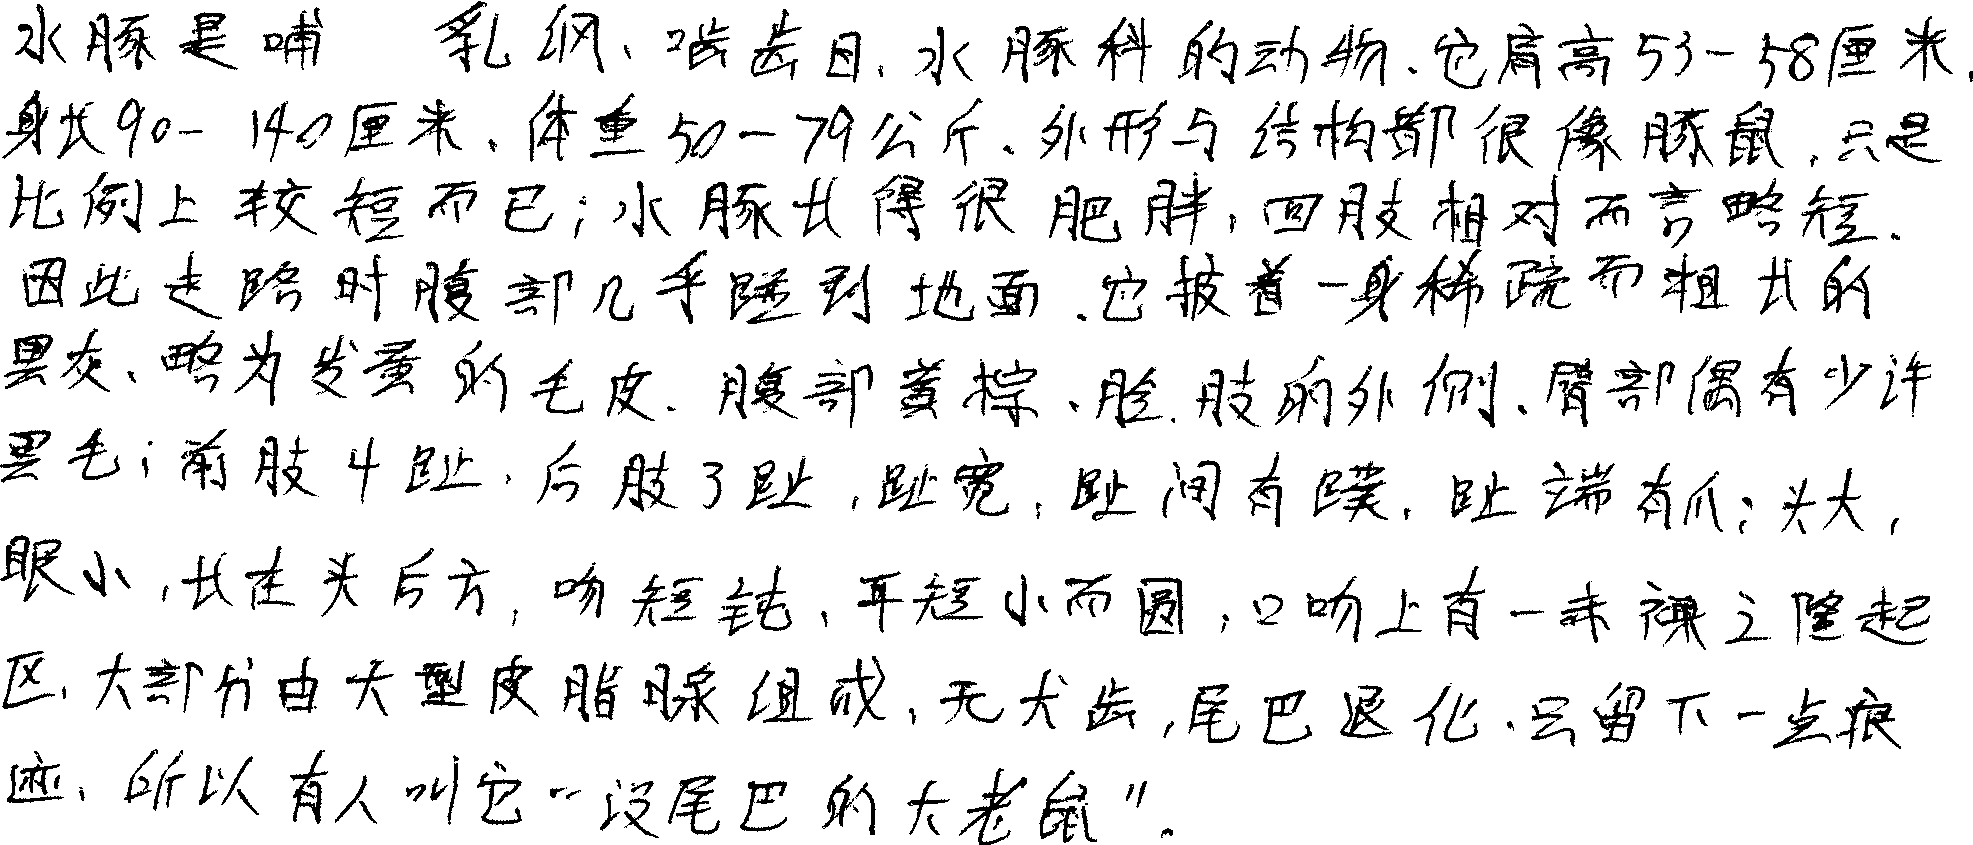 水豚是哺 乳纲、啮齿目、水豚科的动物、它肩高53-58厘米,
身长90-140厘米、体重50-79公斤、外形与结构都很像豚鼠,只是
比例上较短而已;水豚长得很肥胖,四肢相对而言略短、
因此走路时腹部几乎碰到地面、它披着一身稀疏而粗长的
黑灰、略为发黄的毛皮、腹部黄棕、脸、肢的外侧、臀部偶有少许
黑毛;前肢4趾、后肢3趾,趾宽,趾间有蹼,趾端有爪;头大,
眼小,长在头后方,吻短钝、耳短小而圆,口吻上有一未裸之隆起
区、大部分由大型皮脂腺组成、无犬齿,尾巴退化、只留下一点痕
迹、所以有人叫它“没尾巴的大老鼠”。